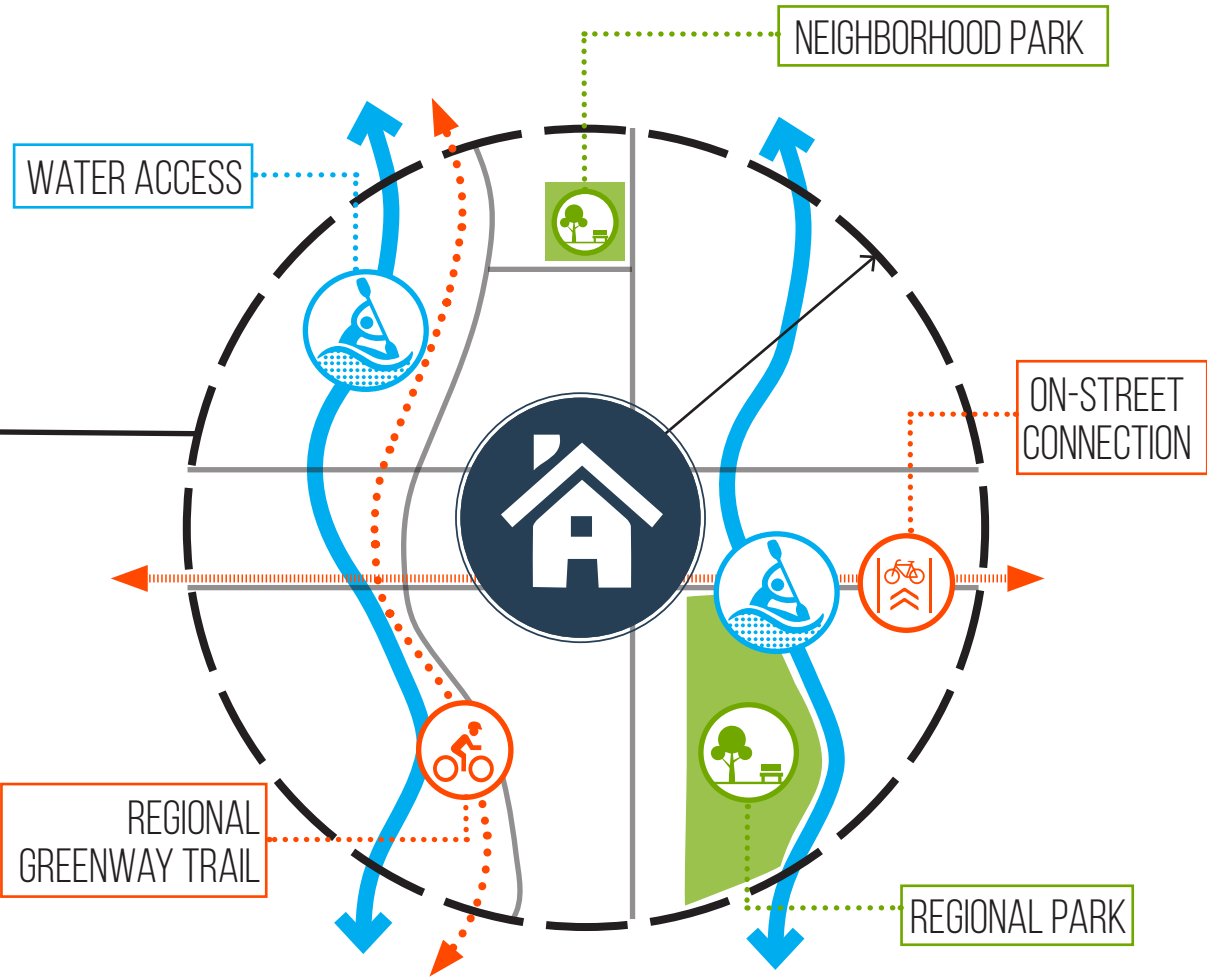 NEIGHBORHOOD PARK
WATER ACCESS
ON-STREET
CONNECTION
REGIONAL
GREENWAY TRAIL
REGIONAL PARK